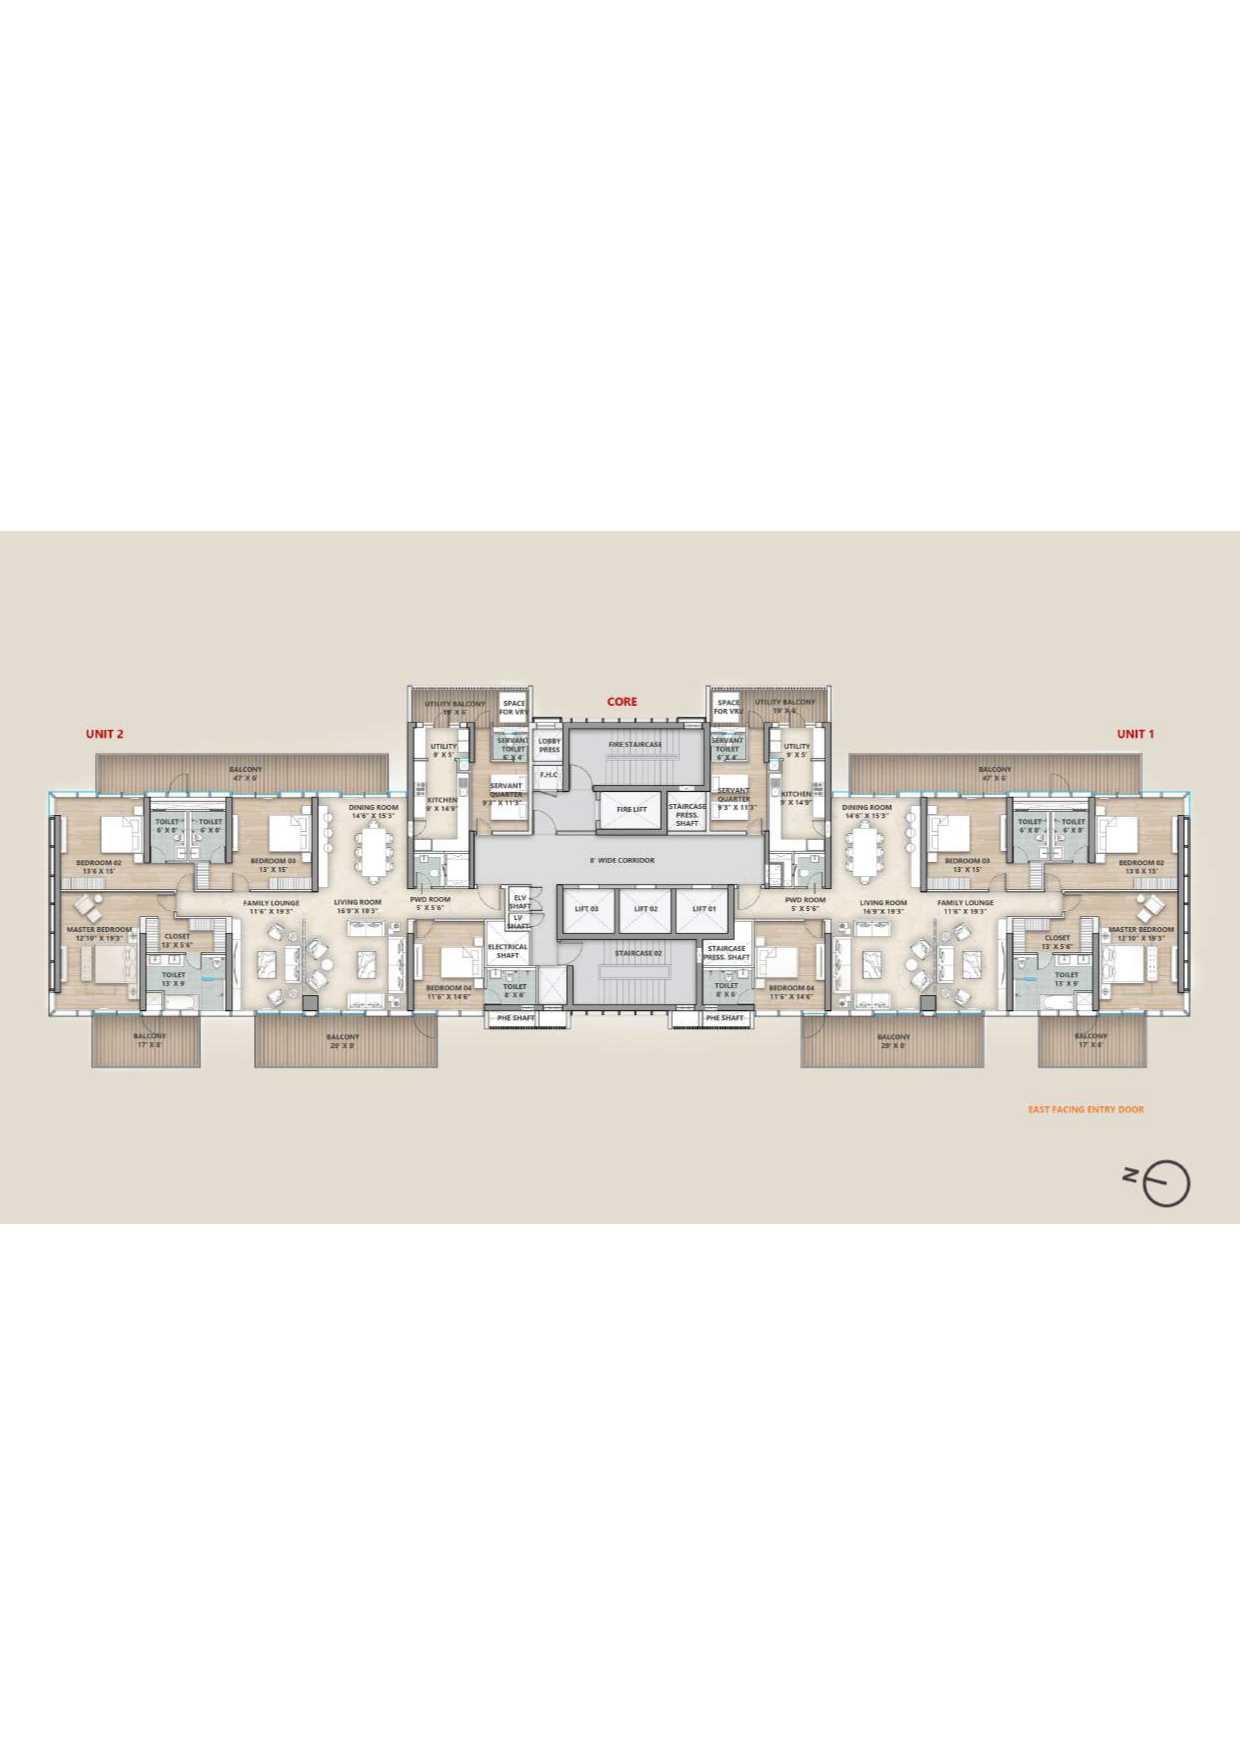 CORE
UNIT 2
UNIT 1
UTILITY BALCONY
19' X 6'
SPACE
FOR VRV
SPACE
FOR VRV
UTILITY BALCONY
19' X 6'
UTILITY
9' X 5'
SERVANT
TOILET
6' X 4'
LOBBY
PRESS
F.H.C
FIRE STAIRCASE
SERVANT
TOILET
6' X 4'
UTILITY
9' X 5'
BALCONY
47' X 6'
BALCONY
47' X 6'
KITCHEN
9' X 14'9"
SERVANT
QUARTER
9'3" X 11'3"
FIRE LIFT
STAIRCASE
PRESS.
SHAFT
SERVANT
QUARTER
9'3" X 11'3"
KITCHEN
9' X 14'9"
DINING ROOM
14'6" X 15'3"
DINING ROOM
14'6" X 15'3"
TOILET
6' X 8'
TOILET
6' X 8'
TOILET
6' X 8'
TOILET
6' X 8'
BEDROOM 02
13'6 X 15'
BEDROOM 03
13' X 15'
8' WIDE CORRIDOR
BEDROOM 03
13' X 15'
BEDROOM 02
13'6 X 15'
FAMILY LOUNGE
11'6" X 19'3"
LIVING ROOM
16'9"X 19'3"
PWD ROOM
5' X 5'6"
ELV
SHAFT
LV
SHAFT
LIFT 03
LIFT 02
LIFT 01
PWD ROOM
5' X 5'6"
LIVING ROOM
16'9"X 19'3"
FAMILY LOUNGE
11'6" X 19'3"
MASTER BEDROOM
12'10" X 19'3"
CLOSET
13' X 5'6"
ELECTRICAL
SHAFT
STAIRCASE 02
STAIRCASE
PRESS. SHAFT
CLOSET
13' X 5'6"
MASTER BEDROOM
12'10" X 19'3"
TOILET
13' X 9'
BEDROOM 04
11'6" X 14'6"
TOILET
8' X 6'
TOILET
8' X 6'
BEDROOM 04
11'6" X 14'6"
TOILET
13' X 9'
PHE SHAFT
PHE SHAFT
BALCONY
17' X 8'
BALCONY
29' X 8'
BALCONY
29' X 8'
BALCONY
17' X 8'
EAST FACING ENTRY DOOR
N